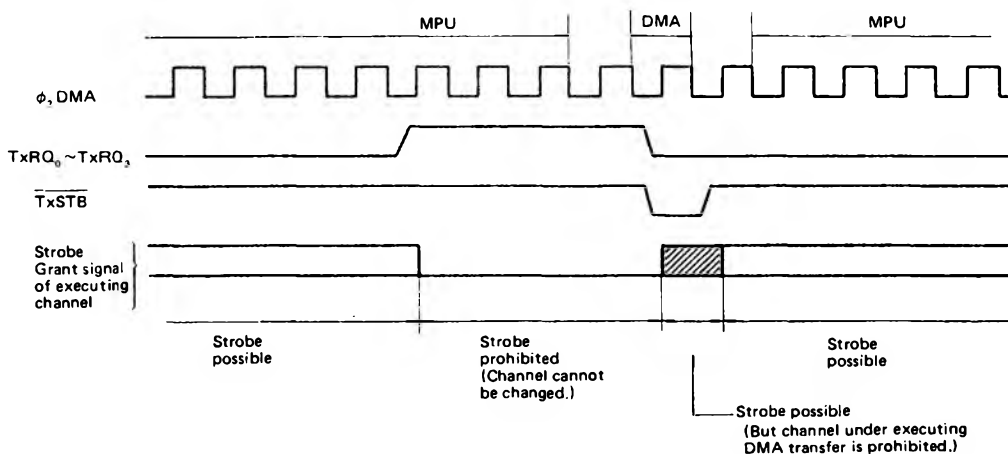 MPU DMA MPU
φ₂ DMA
TxRQ₀ ~ TxRQ₃
TxSTB
Strobe
Grant signal
of executing
channel
Strobe
possible
Strobe
prohibited
(Channel cannot
be changed.)
Strobe
possible
Strobe possible
(But channel under executing
DMA transfer is prohibited.)